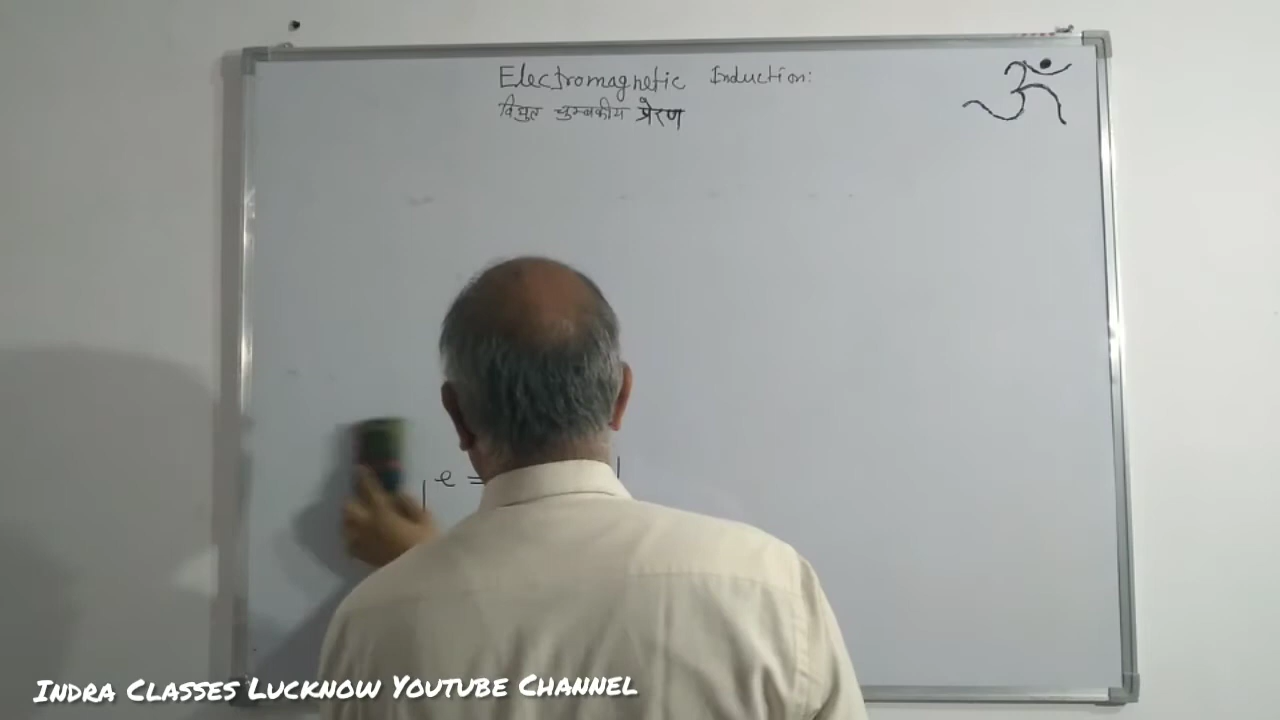 Electromagnetic Induction:
विद्युत चुम्बकीय प्रेरण
ॐ
e =
INDRA CLASSES LUCKNOW YOUTUBE CHANNEL